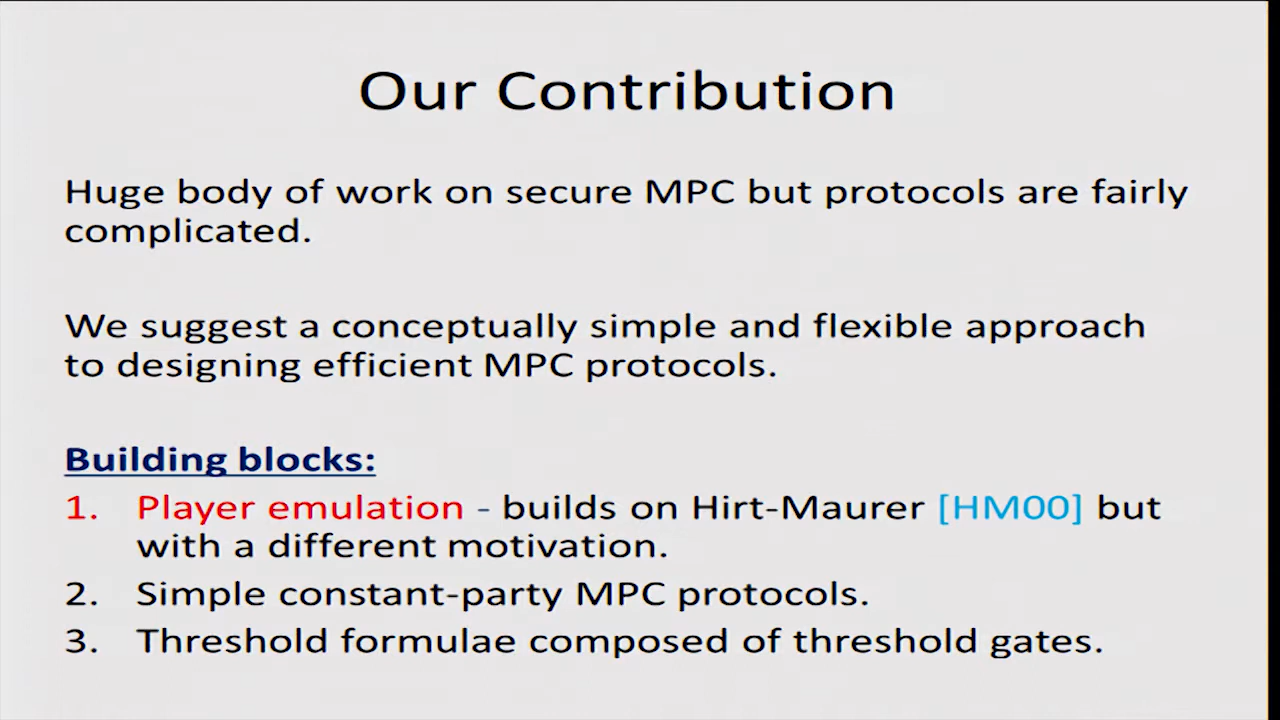 Our Contribution
Huge body of work on secure MPC but protocols are fairly
complicated.
We suggest a conceptually simple and flexible approach
to designing efficient MPC protocols.
Building blocks:
1. Player emulation - builds on Hirt-Maurer [HM00] but
with a different motivation.
2. Simple constant-party MPC protocols.
3. Threshold formulae composed of threshold gates.